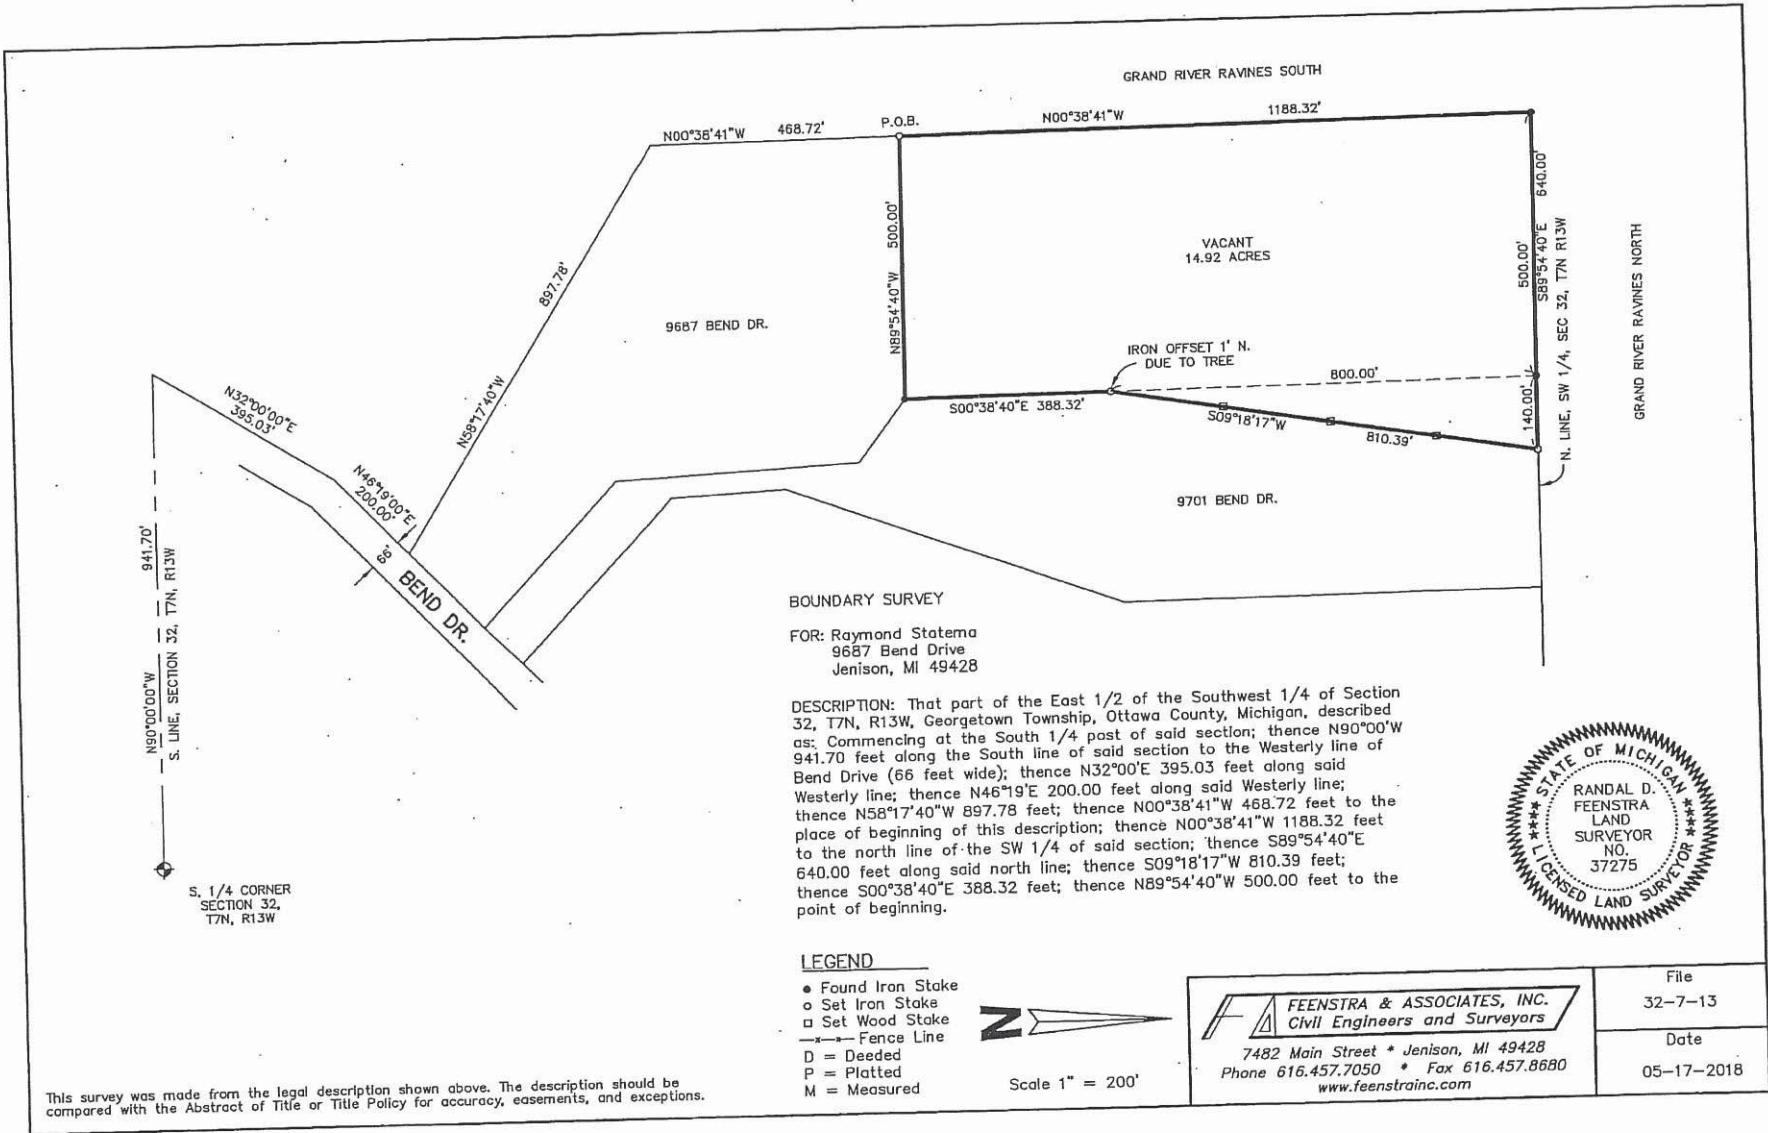 GRAND RIVER RAVINES SOUTH
N00°38'41"W 468.72'
P.O.B.
N00°38'41"W 1188.32'
897.78'
N58°17'40"W
9687 BEND DR.
N89°54'40"W 500.00'
VACANT
14.92 ACRES
640.00'
S89°54'40"E
500.00'
140.00'
N. LINE, SW 1/4, SEC 32, T7N R13W
GRAND RIVER RAVINES NORTH
IRON OFFSET 1' N.
DUE TO TREE
800.00'
S00°38'40"E 388.32'
S09°18'17"W
810.39'
9701 BEND DR.
N32°00'00"E
395.03'
N46°19'00"E
200.00'
66'
BEND DR.
N90°00'00"W 941.70'
S. LINE, SECTION 32, T7N, R13W
S. 1/4 CORNER
SECTION 32,
T7N, R13W
BOUNDARY SURVEY
FOR: Raymond Statema
9687 Bend Drive
Jenison, MI 49428
DESCRIPTION: That part of the East 1/2 of the Southwest 1/4 of Section
32, T7N, R13W, Georgetown Township, Ottawa County, Michigan, described
as: Commencing at the South 1/4 post of said section; thence N90°00'W
941.70 feet along the South line of said section to the Westerly line of
Bend Drive (66 feet wide); thence N32°00'E 395.03 feet along said
Westerly line; thence N46°19'E 200.00 feet along said Westerly line;
thence N58°17'40"W 897.78 feet; thence N00°38'41"W 468.72 feet to the
place of beginning of this description; thence N00°38'41"W 1188.32 feet
to the north line of the SW 1/4 of said section; thence S89°54'40"E
640.00 feet along said north line; thence S09°18'17"W 810.39 feet;
thence S00°38'40"E 388.32 feet; thence N89°54'40"W 500.00 feet to the
point of beginning.
STATE OF MICHIGAN
RANDAL D.
FEENSTRA
LAND
SURVEYOR
NO.
37275
LICENSED LAND SURVEYOR
LEGEND
● Found Iron Stake
○ Set Iron Stake
□ Set Wood Stake
—x—x— Fence Line
D = Deeded
P = Platted
M = Measured
N
Scale 1" = 200'
FEENSTRA & ASSOCIATES, INC.
Civil Engineers and Surveyors
7482 Main Street * Jenison, MI 49428
Phone 616.457.7050 * Fax 616.457.8680
www.feenstrainc.com
File
32-7-13
Date
05-17-2018
This survey was made from the legal description shown above. The description should be
compared with the Abstract of Title or Title Policy for accuracy, easements, and exceptions.